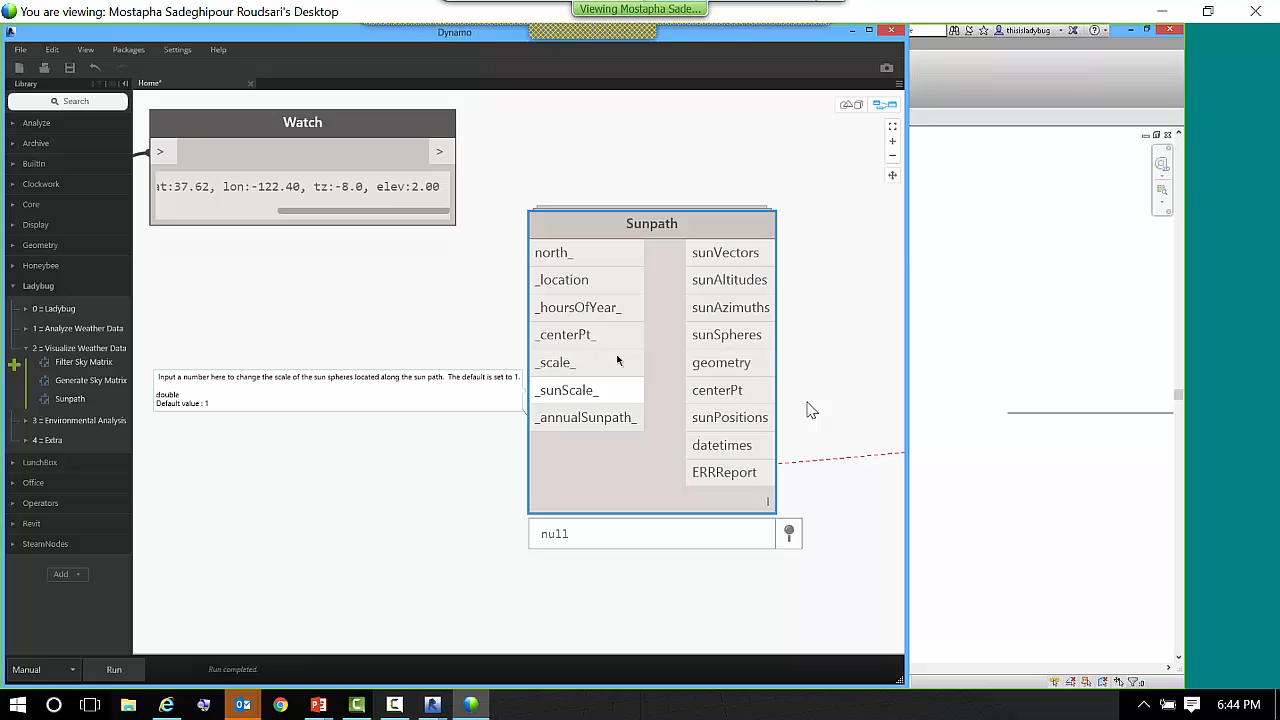 You are viewing: Mostapha Sadeghipour Roudsari's Desktop
Viewing Mostapha Sade...
Dynamo
thisisladybug
File Edit View Packages Settings Help
Library
Home*
Search
Analyze
Archive
BuiltIn
Clockwork
Core
Display
Geometry
Honeybee
Ladybug
0 :: Ladybug
1 :: Analyze Weather Data
2 :: Visualize Weather Data
Filter Sky Matrix
Generate Sky Matrix
Sunpath
3 :: Environmental Analysis
4 :: Extra
LunchBox
Office
Operators
Revit
SteamNodes
Add
Watch
> >
at:37.62, lon:-122.40, tz:-8.0, elev:2.00
Sunpath
north_ sunVectors
_location sunAltitudes
_hoursOfYear_ sunAzimuths
_centerPt_ sunSpheres
_scale_ geometry
_sunScale_ centerPt
_annualSunpath_ sunPositions
datetimes
ERRReport
null
Input a number here to change the scale of the sun spheres located along the sun path. The default is set to 1.
double
Default value : 1
Manual Run Run completed.
:0
6:44 PM